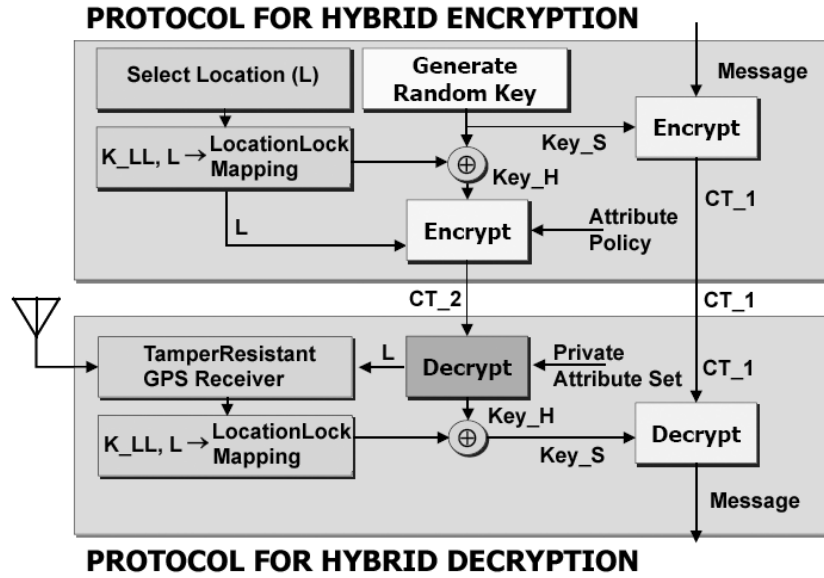 PROTOCOL FOR HYBRID ENCRYPTION
Select Location (L)
Generate
Random Key
Message
K_LL, L → LocationLock
Mapping
Key_S
Encrypt
⊕
Key_H
CT_1
L
Encrypt
Attribute
Policy
CT_2
CT_1
TamperResistant
GPS Receiver
L
Decrypt
Private
Attribute Set
CT_1
Key_H
K_LL, L → LocationLock
Mapping
⊕
Key_S
Decrypt
Message
PROTOCOL FOR HYBRID DECRYPTION